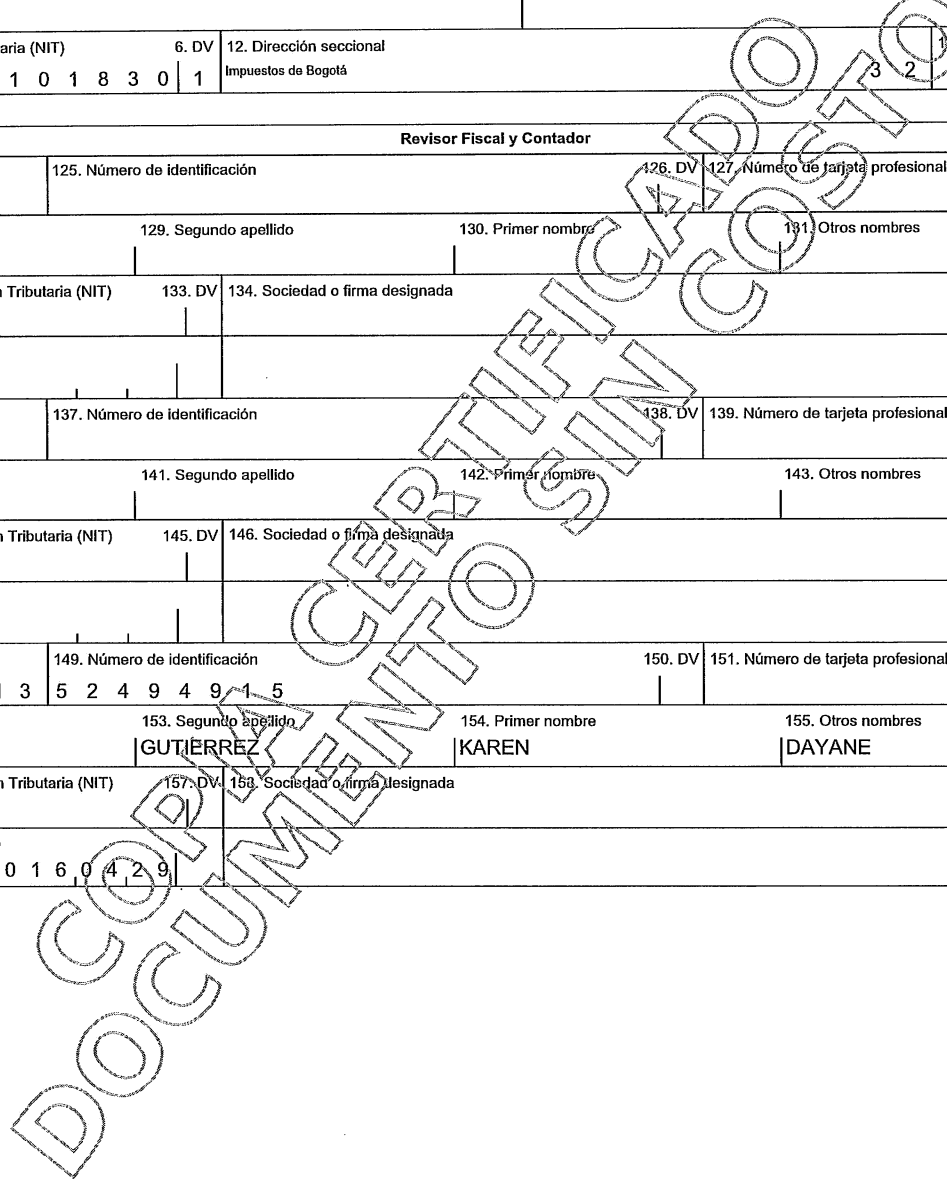 aria (NIT) 6. DV 12. Dirección seccional
1 0 1 8 3 0 1 Impuestos de Bogotá 3 2
Revisor Fiscal y Contador
125. Número de identificación 126. DV 127. Número de tarjeta profesional
129. Segundo apellido 130. Primer nombre 131. Otros nombres
n Tributaria (NIT) 133. DV 134. Sociedad o firma designada
137. Número de identificación 138. DV 139. Número de tarjeta profesional
141. Segundo apellido 142. Primer nombre 143. Otros nombres
n Tributaria (NIT) 145. DV 146. Sociedad o firma designada
149. Número de identificación 150. DV 151. Número de tarjeta profesional
1 3 5 2 4 9 4 9 1 5
153. Segundo apellido 154. Primer nombre 155. Otros nombres
GUTIERREZ KAREN DAYANE
n Tributaria (NIT) 157. DV 158. Sociedad o firma designada
0 1 6 0 4 2 9
COPIA CERTIFICADO
DOCUMENTO SIN COSTO